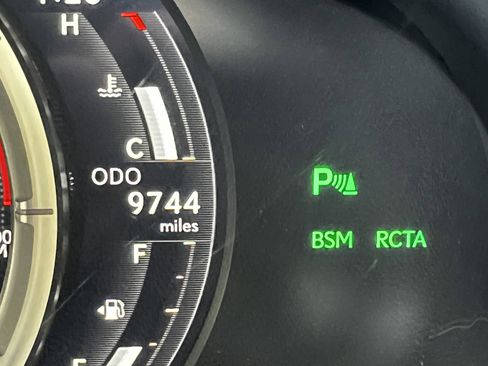 H
C
ODO
9744
miles
F
P
BSM RCTA